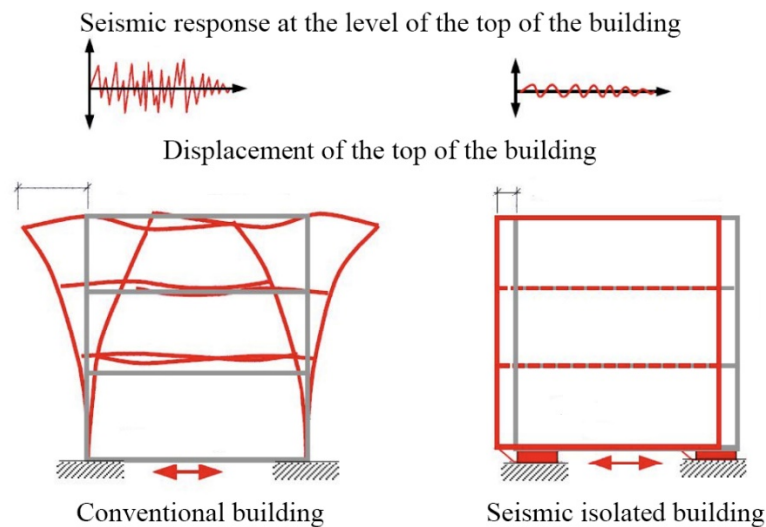 Seismic response at the level of the top of the building
Displacement of the top of the building
Conventional building
Seismic isolated building